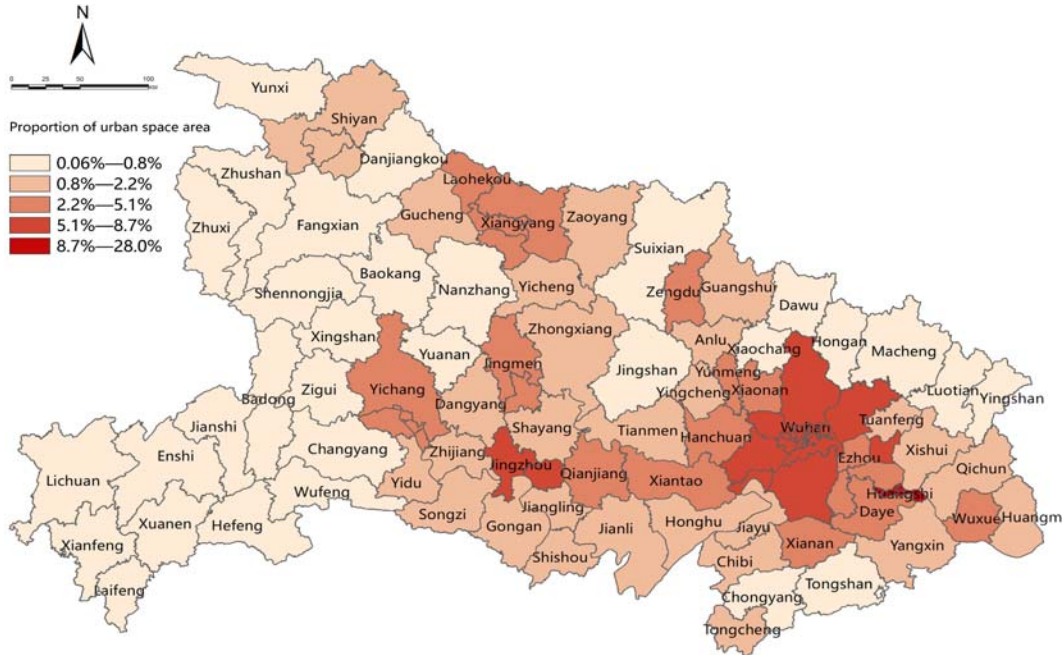 N
0 25 50 100
Proportion of urban space area
0.06%—0.8%
0.8%—2.2%
2.2%—5.1%
5.1%—8.7%
8.7%—28.0%
Yunxi
Shiyan
Danjiangkou
Zhushan
Laohekou
Zhuxi
Fangxian
Gucheng
Xiangyang
Zaoyang
Suixian
Baokang
Shennongjia
Nanzhang
Yicheng
Zengdu
Guangshui
Dawu
Xingshan
Zhongxiang
Anlu
Xiaochang
Hongan
Macheng
Yuanan
Jingmen
Jingshan
Yunmeng
Zigui
Yichang
Yingcheng
Xiaonan
Luotian
Yingshan
Badong
Dangyang
Jianshi
Shayang
Tianmen
Hanchuan
Wuhan
Tuanfeng
Enshi
Changyang
Zhijiang
Ezhou
Xishui
Lichuan
Jingzhou
Qianjiang
Xiantao
Qichun
Yidu
Wufeng
Huangshi
Songzi
Jiangling
Daye
Wuxue
Huangm
Xuanen
Hefeng
Gongan
Jianli
Honghu
Jiayu
Xianfeng
Xianan
Yangxin
Shishou
Chibi
Tongshan
Laifeng
Chongyang
Tongcheng